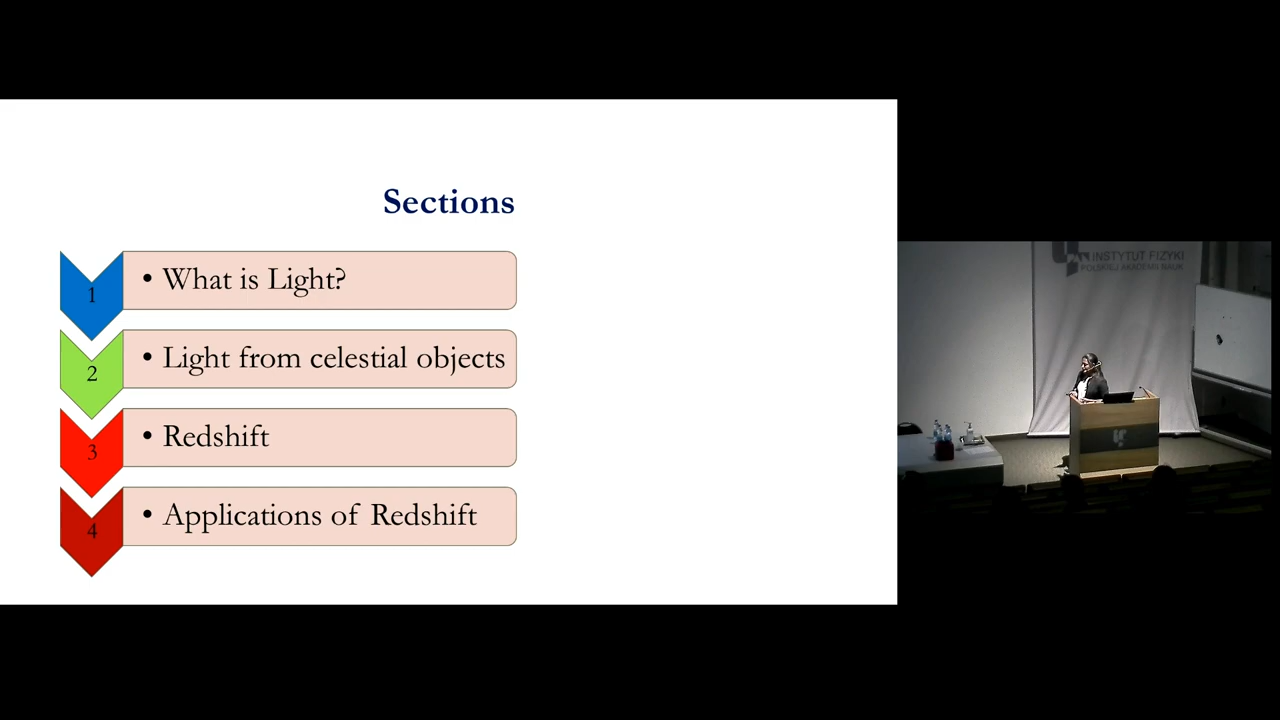 Sections
1
• What is Light?
2
• Light from celestial objects
3
• Redshift
4
• Applications of Redshift
INSTYTUT FIZYKI
POLSKIEJ AKADEMII NAUK